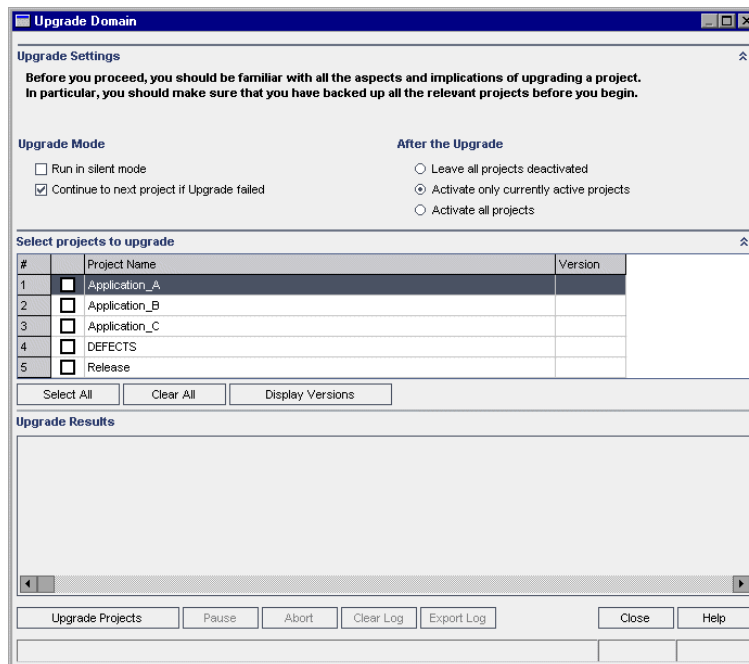 Upgrade Domain
Upgrade Settings
Before you proceed, you should be familiar with all the aspects and implications of upgrading a project.
In particular, you should make sure that you have backed up all the relevant projects before you begin.
Upgrade Mode
After the Upgrade
Run in silent mode
Leave all projects deactivated
Continue to next project if Upgrade failed
Activate only currently active projects
Activate all projects
Select projects to upgrade
# Project Name Version
1 Application_A
2 Application_B
3 Application_C
4 DEFECTS
5 Release
Select All Clear All Display Versions
Upgrade Results
Upgrade Projects Pause Abort Clear Log Export Log Close Help